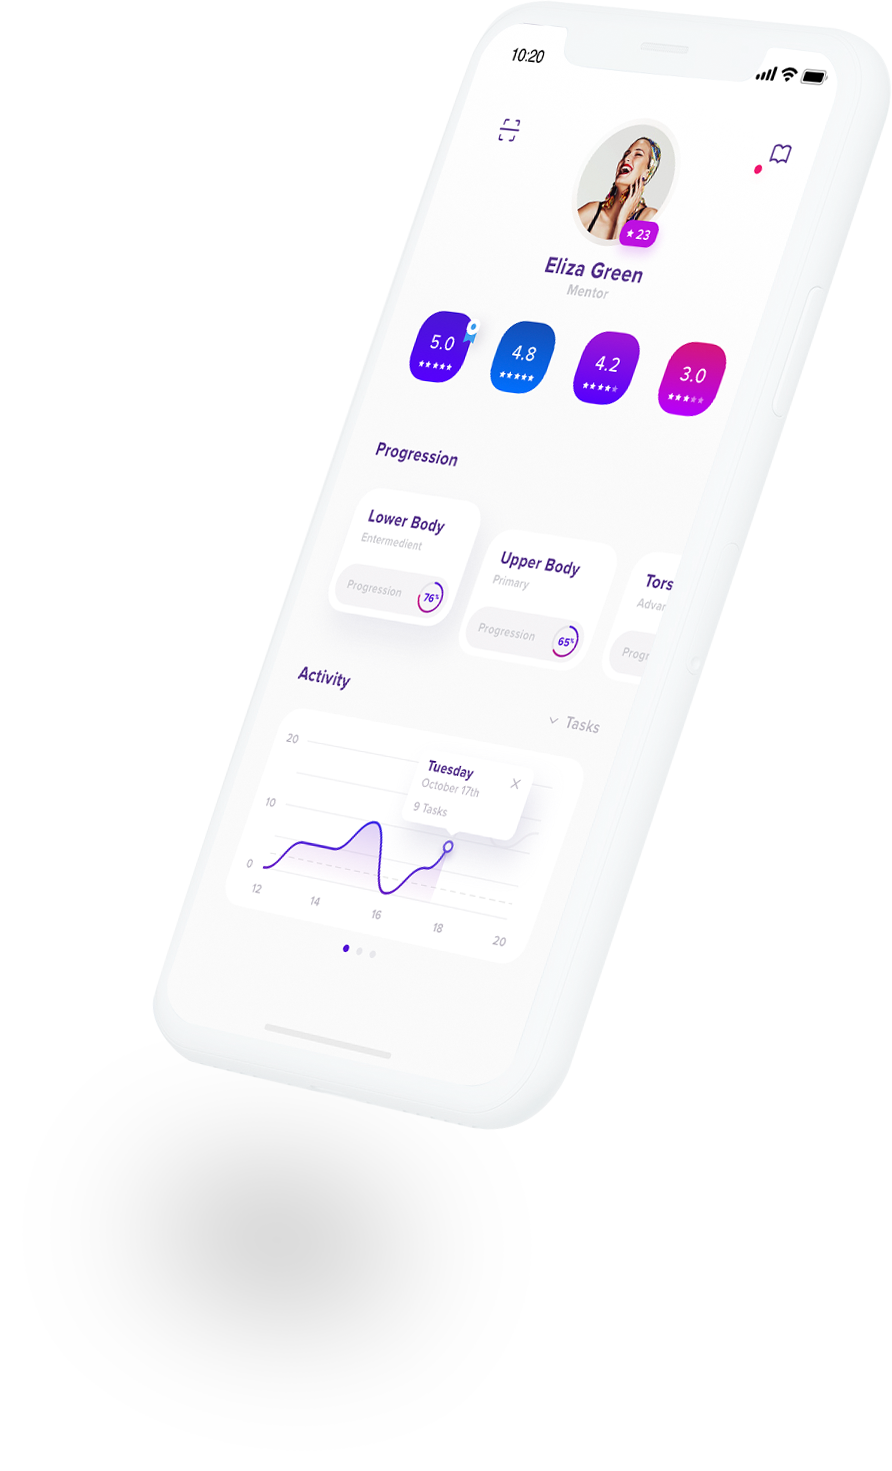 10:20
★ 23
Eliza Green
Mentor
5.0
★★★★★
4.8
★★★★★
4.2
★★★★★
3.0
★★★★★
Progression
Lower Body
Entermedient
Progression
76%
Upper Body
Primary
Progression
65%
Tors
Advan
Progr
Activity
Tasks
20
10
0
Tuesday
October 17th
9 Tasks
12
14
16
18
20